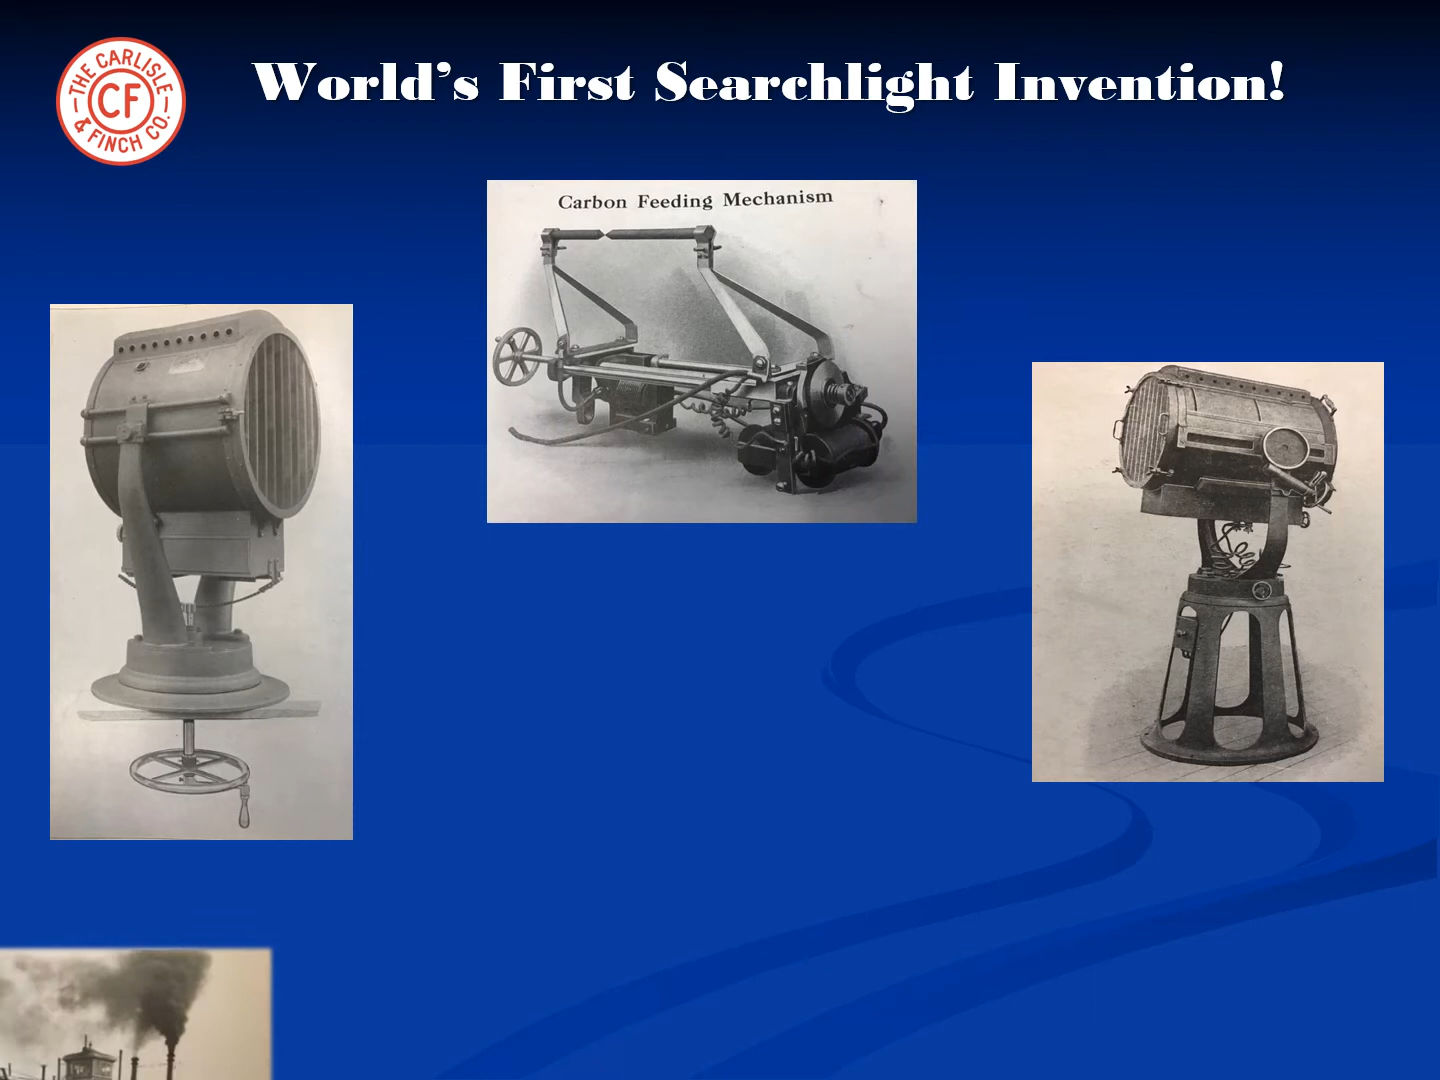 THE CARLISLE
CF
& FINCH CO.
World's First Searchlight Invention!
Carbon Feeding Mechanism